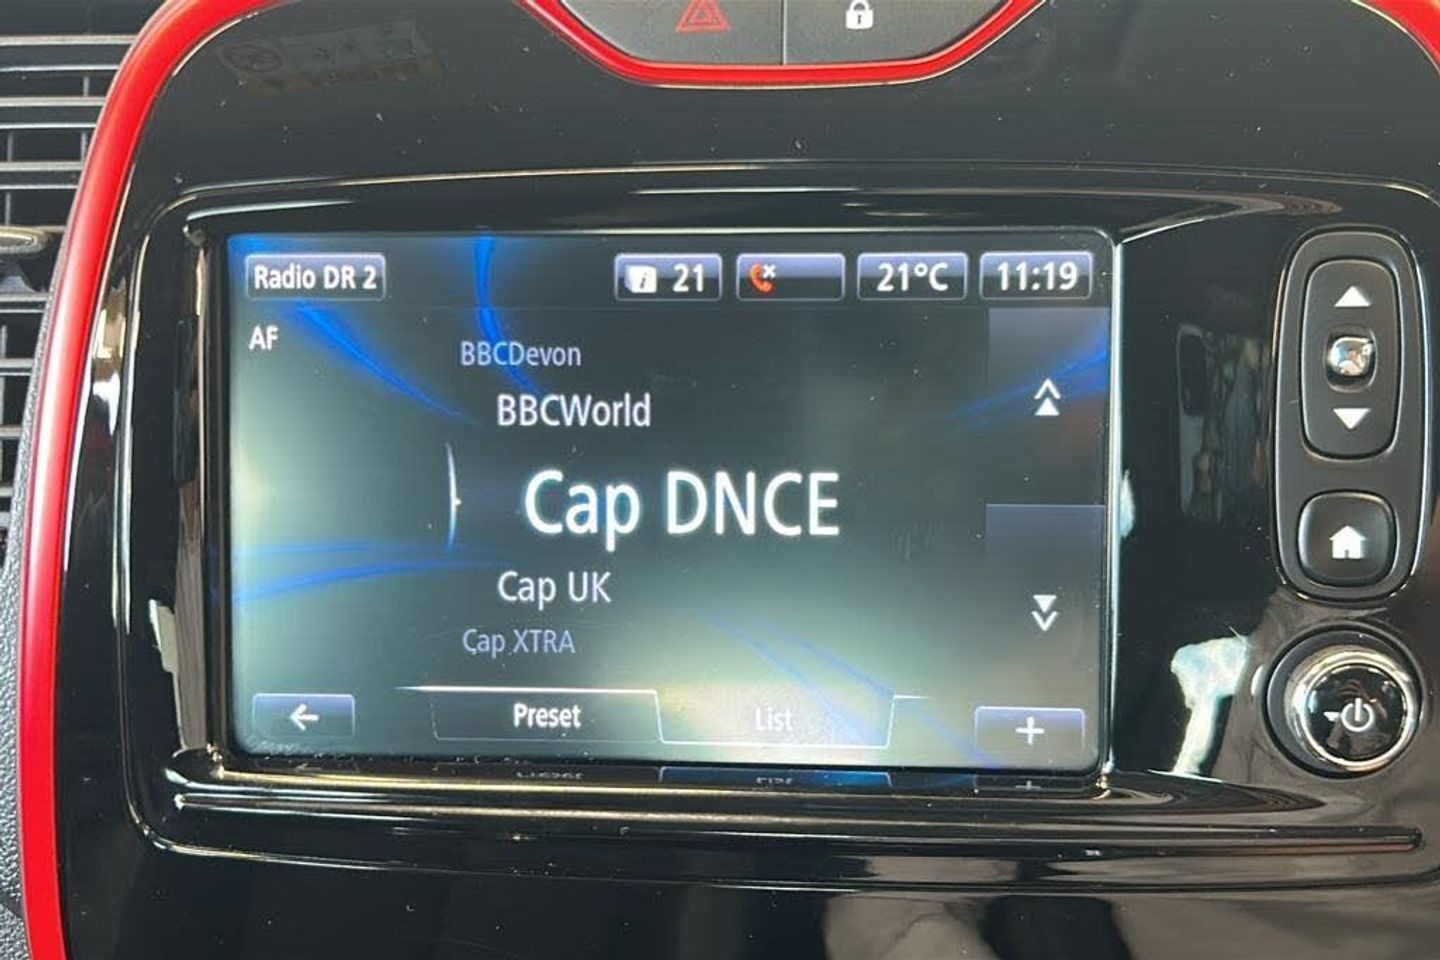 Radio DR 2
21
21°C
11:19
AF
BBCDevon
BBCWorld
Cap DNCE
Cap UK
Cap XTRA
Preset
List